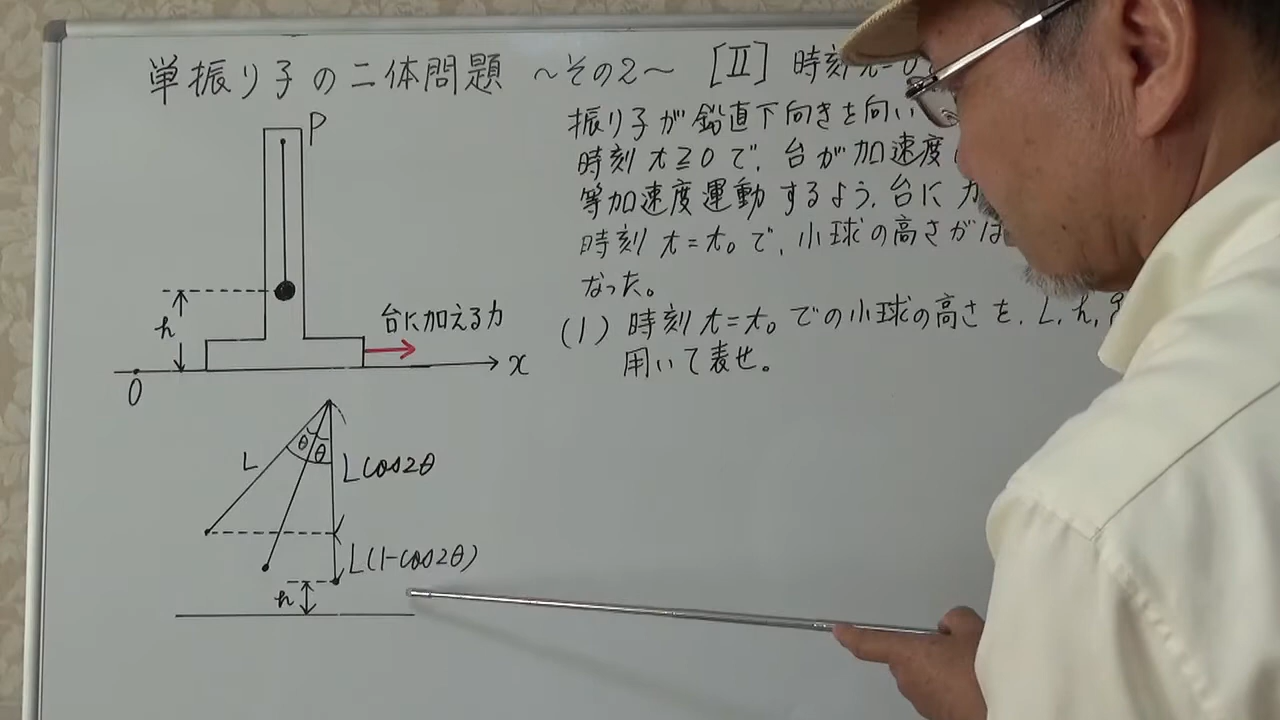 単振り子の二体問題 ~その2~
[II] 時刻 t=0
振り子が鉛直下向きを向い
時刻 t≧0 で、台が加速度
等加速度運動するよう、台に力
時刻 t=t₀ で、小球の高さがは
なった。
(1) 時刻 t=t₀ での小球の高さを、L, h, g
用いて表せ。
P
h
台に加える力
O
x
θ
θ
L
L cos2θ
L(1-cos2θ)
h